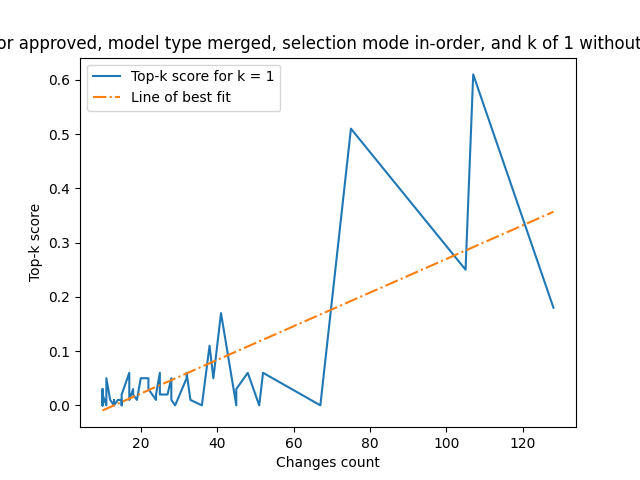 or approved, model type merged, selection mode in-order, and k of 1 without
Top-k score for k = 1
Line of best fit
Top-k score
0.6
0.5
0.4
0.3
0.2
0.1
0.0
20 40 60 80 100 120
Changes count